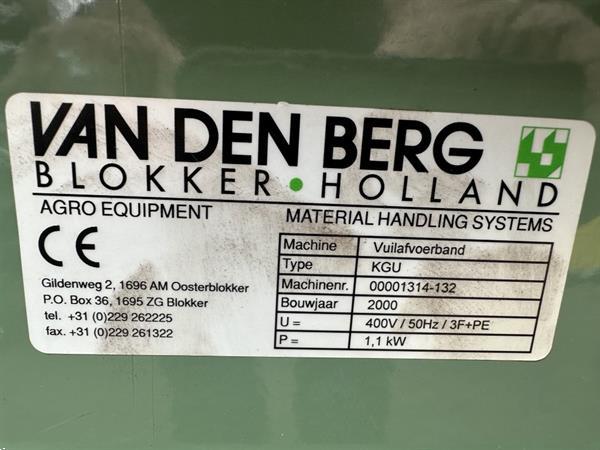 VAN DEN BERG
BLOKKER • HOLLAND
AGRO EQUIPMENT
MATERIAL HANDLING SYSTEMS
CE
Gildenweg 2, 1696 AM Oosterblokker
P.O. Box 36, 1695 ZG Blokker
tel. +31 (0)229 262225
fax. +31 (0)229 261322
Machine Vuilafvoerband
Type KGU
Machinenr. 00001314-132
Bouwjaar 2000
U = 400V / 50Hz / 3F+PE
P = 1,1 kW